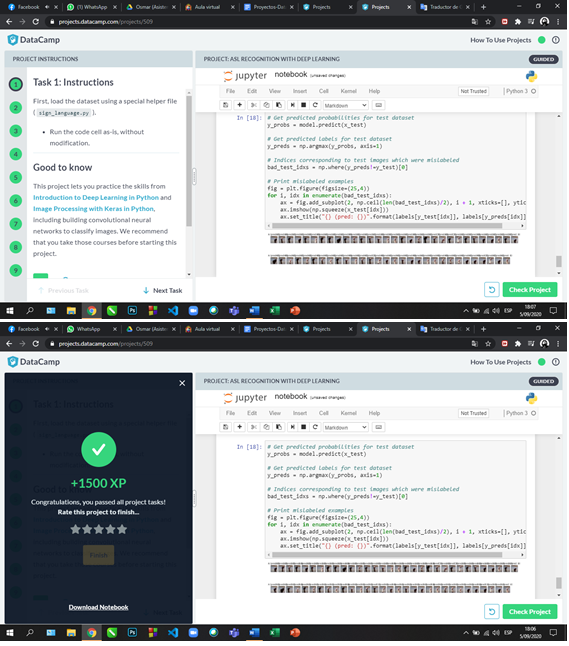 Facebook
(1) WhatsApp
Osmar (Asisten
Aula virtual
Proyectos-Dat
Projects
Projects
Traductor de
projects.datacamp.com/projects/509
DataCamp
How To Use Projects
PROJECT INSTRUCTIONS
1
2
3
4
5
6
7
8
9
Task 1: Instructions
First, load the dataset using a special helper file
( sign_language.py ).
• Run the code cell as-is, without
modification.
Good to know
This project lets you practice the skills from
Introduction to Deep Learning in Python and
Image Processing with Keras in Python,
including building convolutional neural
networks to classify images. We recommend
that you take those courses before starting this
project.
Previous Task
Next Task
PROJECT: ASL RECOGNITION WITH DEEP LEARNING
GUIDED
jupyter notebook (unsaved changes)
File Edit View Insert Cell Kernel Help
Not Trusted
Python 3
Markdown
In [18]:
# Get predicted probabilities for test dataset
y_probs = model.predict(x_test)
# Get predicted labels for test dataset
y_preds = np.argmax(y_probs, axis=1)
# Indices corresponding to test images which were mislabeled
bad_test_idxs = np.where(y_preds!=y_test)[0]
# Print mislabeled examples
fig = plt.figure(figsize=(25,4))
for i, idx in enumerate(bad_test_idxs):
ax = fig.add_subplot(2, np.ceil(len(bad_test_idxs)/2), i + 1, xticks=[], ytic
ax.imshow(np.squeeze(x_test[idx]))
ax.set_title("{} (pred: {})".format(labels[y_test[idx]], labels[y_preds[idx]]
Check Project
ESP
18:07
5/09/2020
Facebook
WhatsApp
Osmar (Asisten
Aula virtual
Proyectos-Dat
Projects
Projects
Traductor de
projects.datacamp.com/projects/509
DataCamp
How To Use Projects
Task 1: Instructions
+1500 XP
Congratulations, you passed all project tasks!
Rate this project to finish...
Finish
Download Notebook
PROJECT: ASL RECOGNITION WITH DEEP LEARNING
GUIDED
jupyter notebook (unsaved changes)
File Edit View Insert Cell Kernel Help
Not Trusted
Python 3
Markdown
In [18]:
# Get predicted probabilities for test dataset
y_probs = model.predict(x_test)
# Get predicted labels for test dataset
y_preds = np.argmax(y_probs, axis=1)
# Indices corresponding to test images which were mislabeled
bad_test_idxs = np.where(y_preds!=y_test)[0]
# Print mislabeled examples
fig = plt.figure(figsize=(25,4))
for i, idx in enumerate(bad_test_idxs):
ax = fig.add_subplot(2, np.ceil(len(bad_test_idxs)/2), i + 1, xticks=[], ytic
ax.imshow(np.squeeze(x_test[idx]))
ax.set_title("{} (pred: {})".format(labels[y_test[idx]], labels[y_preds[idx]]
Check Project
ESP
18:06
5/09/2020